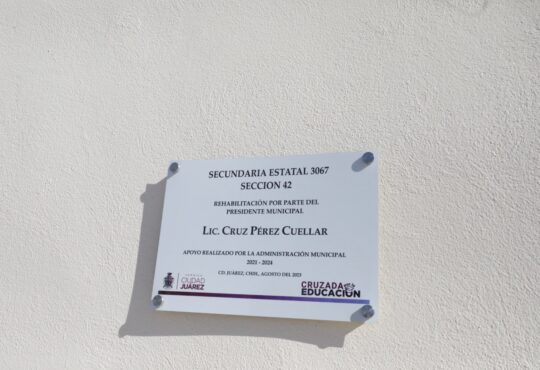 SECUNDARIA ESTATAL 3067
SECCION 42
REHABILITACIÓN POR PARTE DEL
PRESIDENTE MUNICIPAL
LIC. CRUZ PÉREZ CUELLAR
APOYO REALIZADO POR LA ADMINISTRACIÓN MUNICIPAL
2021 - 2024
CD. JUÁREZ, CHIH., AGOSTO DEL 2023
CIUDAD
JUÁREZ
CRUZADA
EDUCACIÓN